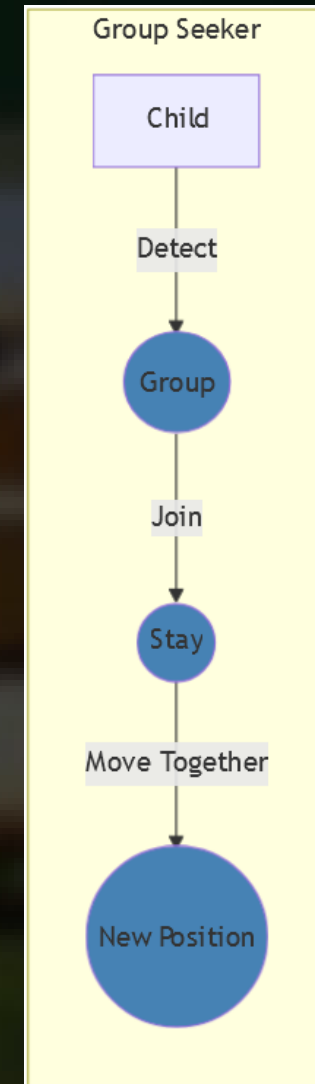 Group Seeker
Child
Detect
Group
Join
Stay
Move Together
New Position